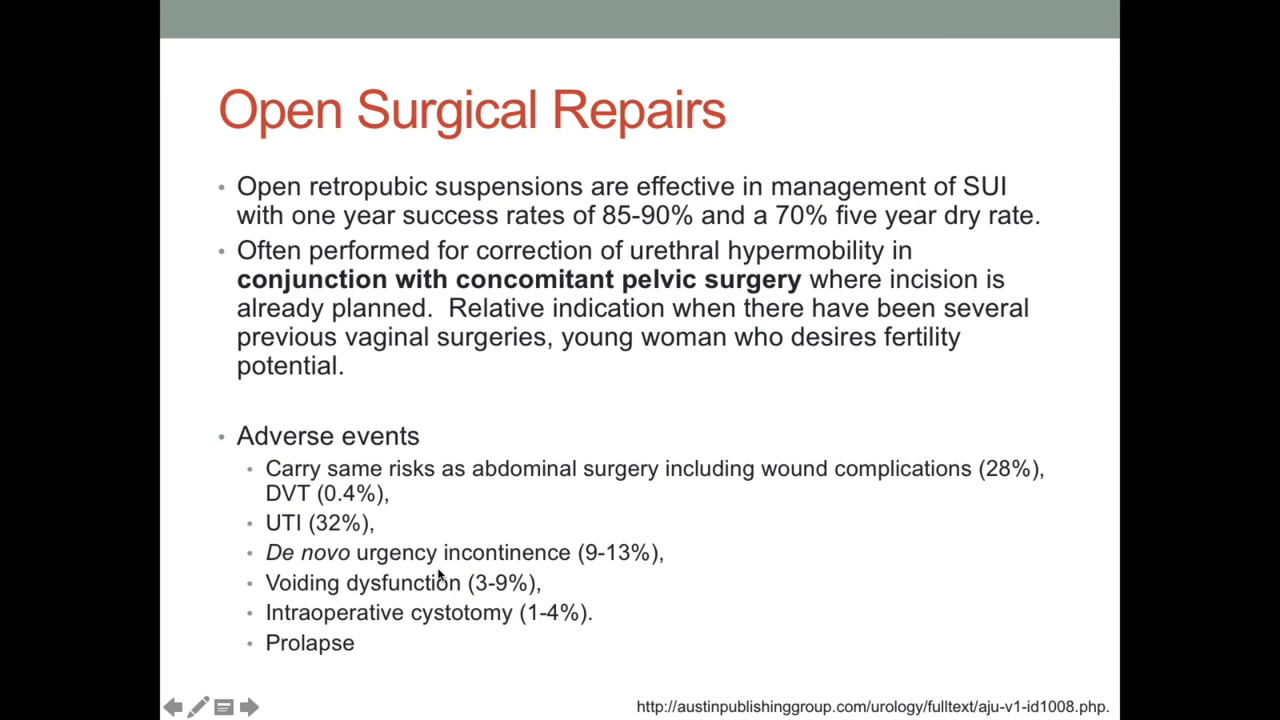 Open Surgical Repairs
• Open retropubic suspensions are effective in management of SUI
with one year success rates of 85-90% and a 70% five year dry rate.
• Often performed for correction of urethral hypermobility in
conjunction with concomitant pelvic surgery where incision is
already planned.  Relative indication when there have been several
previous vaginal surgeries, young woman who desires fertility
potential.
• Adverse events
• Carry same risks as abdominal surgery including wound complications (28%),
DVT (0.4%),
• UTI (32%),
• De novo urgency incontinence (9-13%),
• Voiding dysfunction (3-9%),
• Intraoperative cystotomy (1-4%).
• Prolapse
http://austinpublishinggroup.com/urology/fulltext/aju-v1-id1008.php.